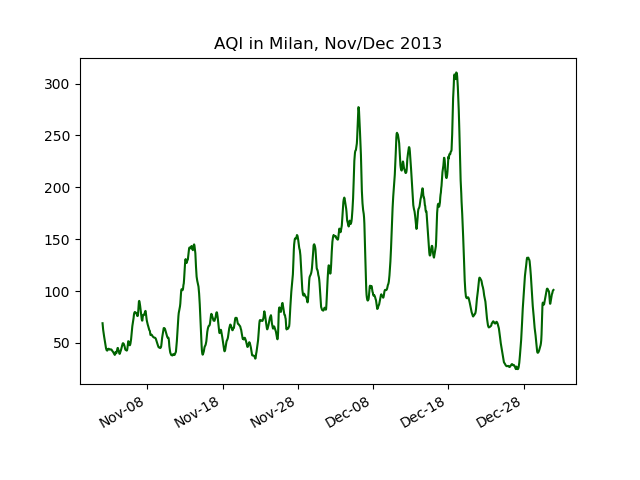 AQI in Milan, Nov/Dec 2013
300
250
200
150
100
50
Nov-08
Nov-18
Nov-28
Dec-08
Dec-18
Dec-28